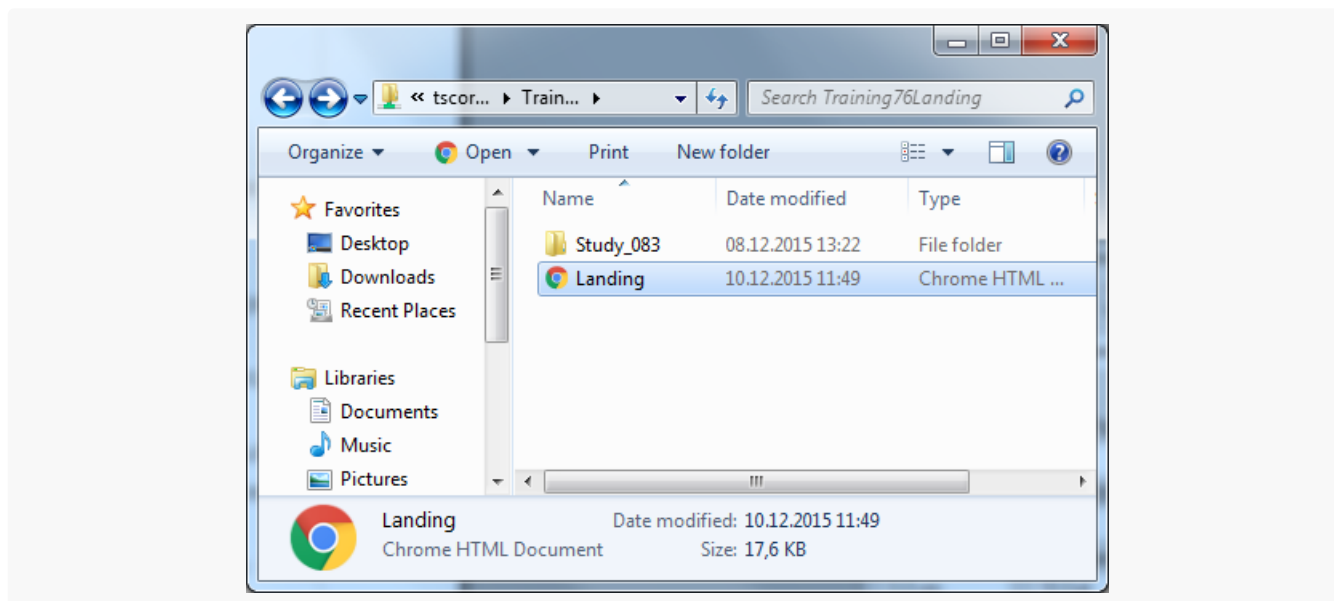 « tscor... Train... Search Training76Landing
Organize Open Print New folder
Favorites
Desktop
Downloads
Recent Places
Libraries
Documents
Music
Pictures
Name Date modified Type
Study_083 08.12.2015 13:22 File folder
Landing 10.12.2015 11:49 Chrome HTML ...
Landing Date modified: 10.12.2015 11:49
Chrome HTML Document Size: 17,6 KB